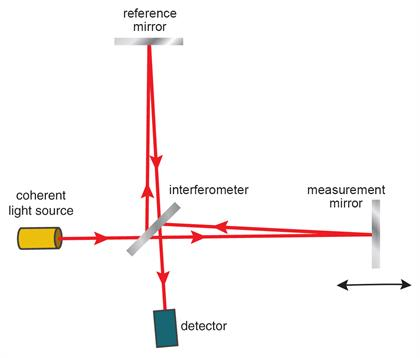 reference
mirror
interferometer
measurement
mirror
coherent
light source
detector